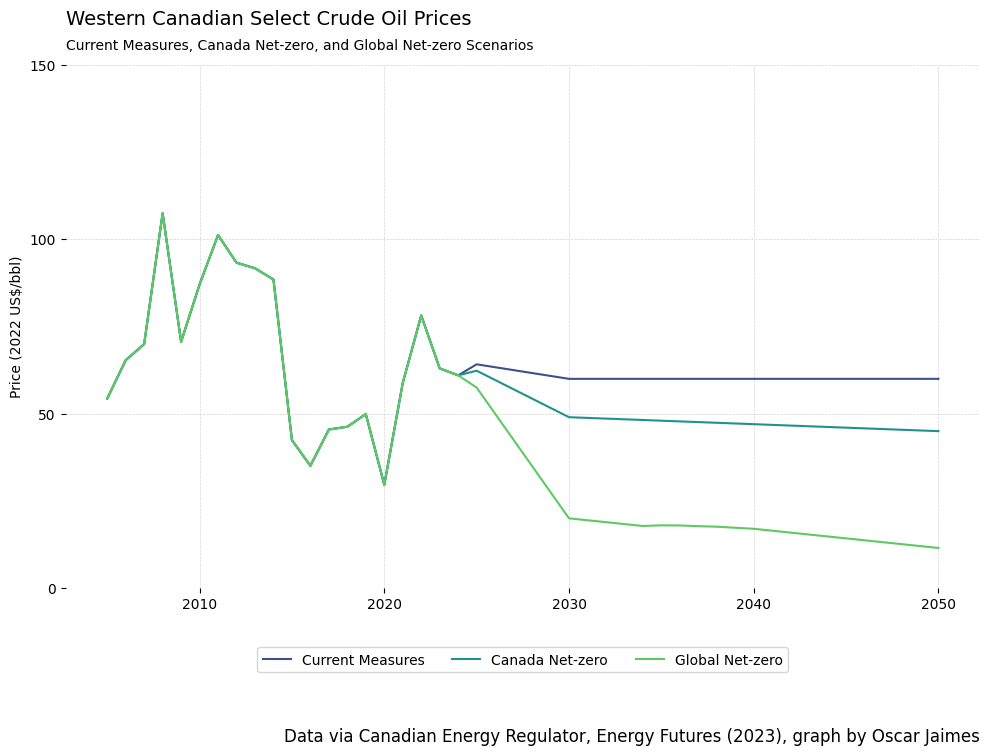 Western Canadian Select Crude Oil Prices
Current Measures, Canada Net-zero, and Global Net-zero Scenarios
150
100
50
0
Price (2022 US$/bbl)
2010 2020 2030 2040 2050
Current Measures Canada Net-zero Global Net-zero
Data via Canadian Energy Regulator, Energy Futures (2023), graph by Oscar Jaimes